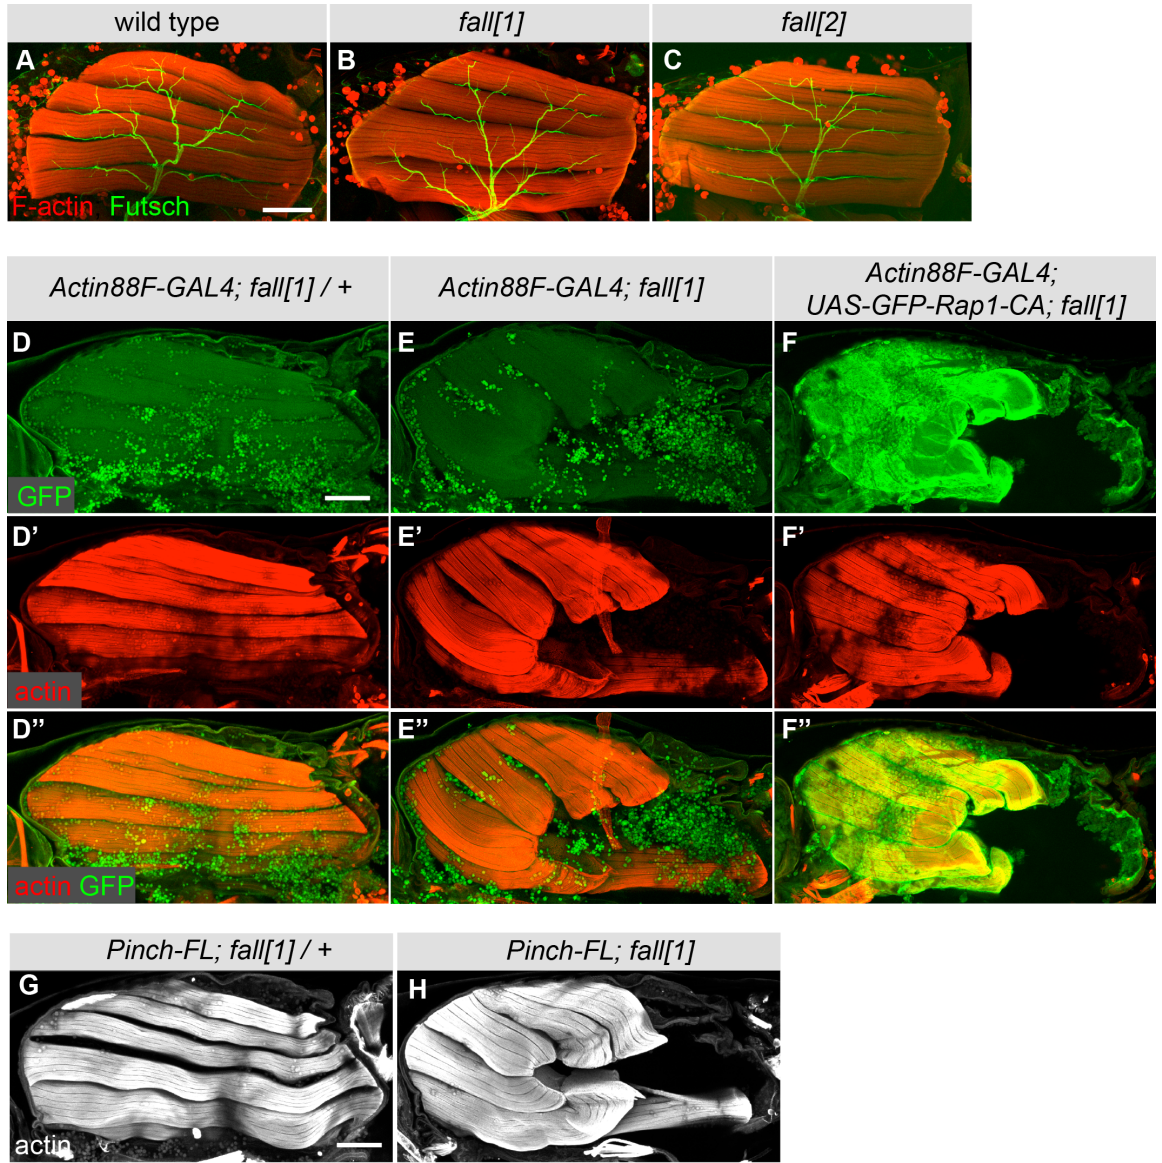 wild type
fall[1]
fall[2]
A
B
C
F-actin Futsch
Actin88F-GAL4; fall[1] / +
Actin88F-GAL4; fall[1]
Actin88F-GAL4;
UAS-GFP-Rap1-CA; fall[1]
D
E
F
GFP
D’
E’
F’
actin
D’’
E’’
F’’
actin GFP
Pinch-FL; fall[1] / +
Pinch-FL; fall[1]
G
H
actin